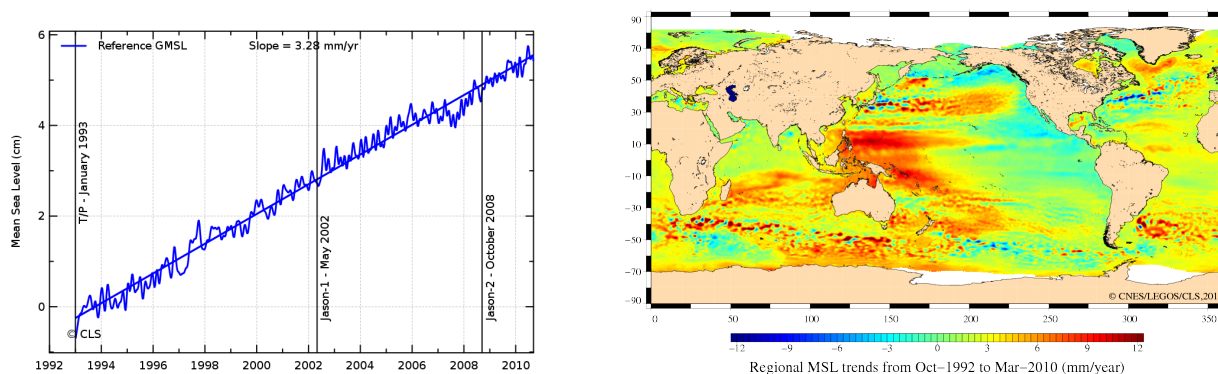 Reference GMSL
Slope = 3.28 mm/yr
6
4
2
0
Mean Sea Level (cm)
T/P - January 1993
Jason-1 - May 2002
Jason-2 - October 2008
© CLS
1992 1994 1996 1998 2000 2002 2004 2006 2008 2010
90
70
50
30
10
−10
−30
−50
−70
−90
© CNES/LEGOS/CLS,201
0 50 100 150 200 250 300 350
−12 −9 −6 −3 0 3 6 9 12
Regional MSL trends from Oct−1992 to Mar−2010 (mm/year)